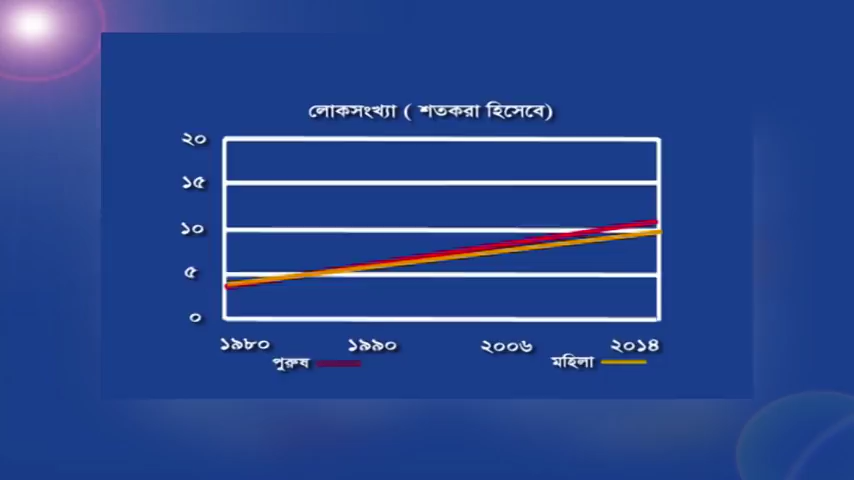 লোকসংখ্যা ( শতকরা হিসেবে)
২০
১৫
১০
৫
০
১৯৮০ ১৯৯০ ২০০৬ ২০১৪
পুরুষ মহিলা